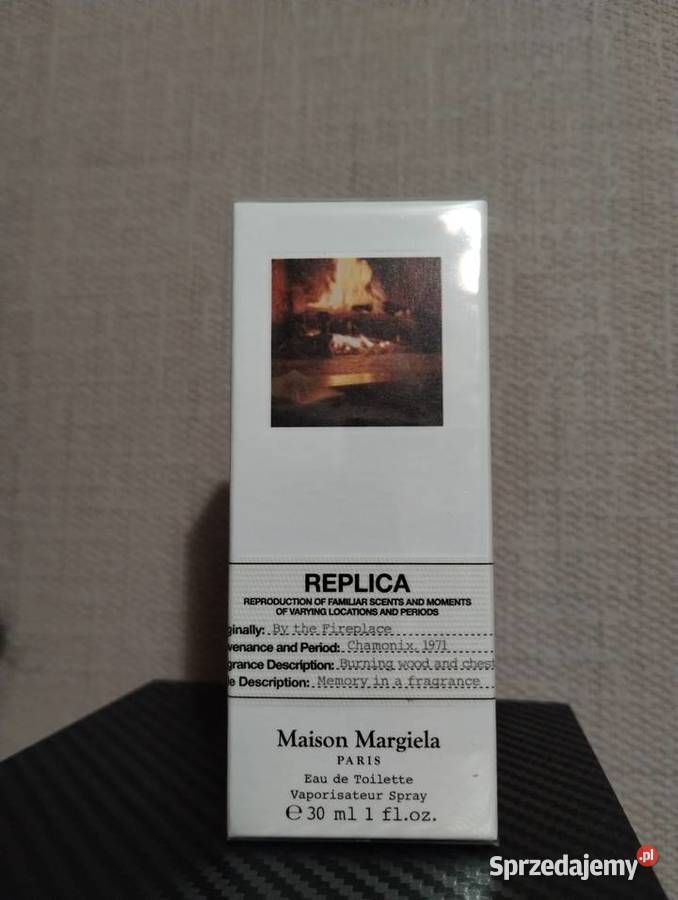 REPLICA
REPRODUCTION OF FAMILIAR SCENTS AND MOMENTS
OF VARYING LOCATIONS AND PERIODS
ginally: By the Fireplace
venance and Period: Chamonix, 1971
grance Description: Burning wood and chest
le Description: Memory in a fragrance
Maison Margiela
PARIS
Eau de Toilette
Vaporisateur Spray
℮ 30 ml 1 fl.oz.
Sprzedajemy.pl